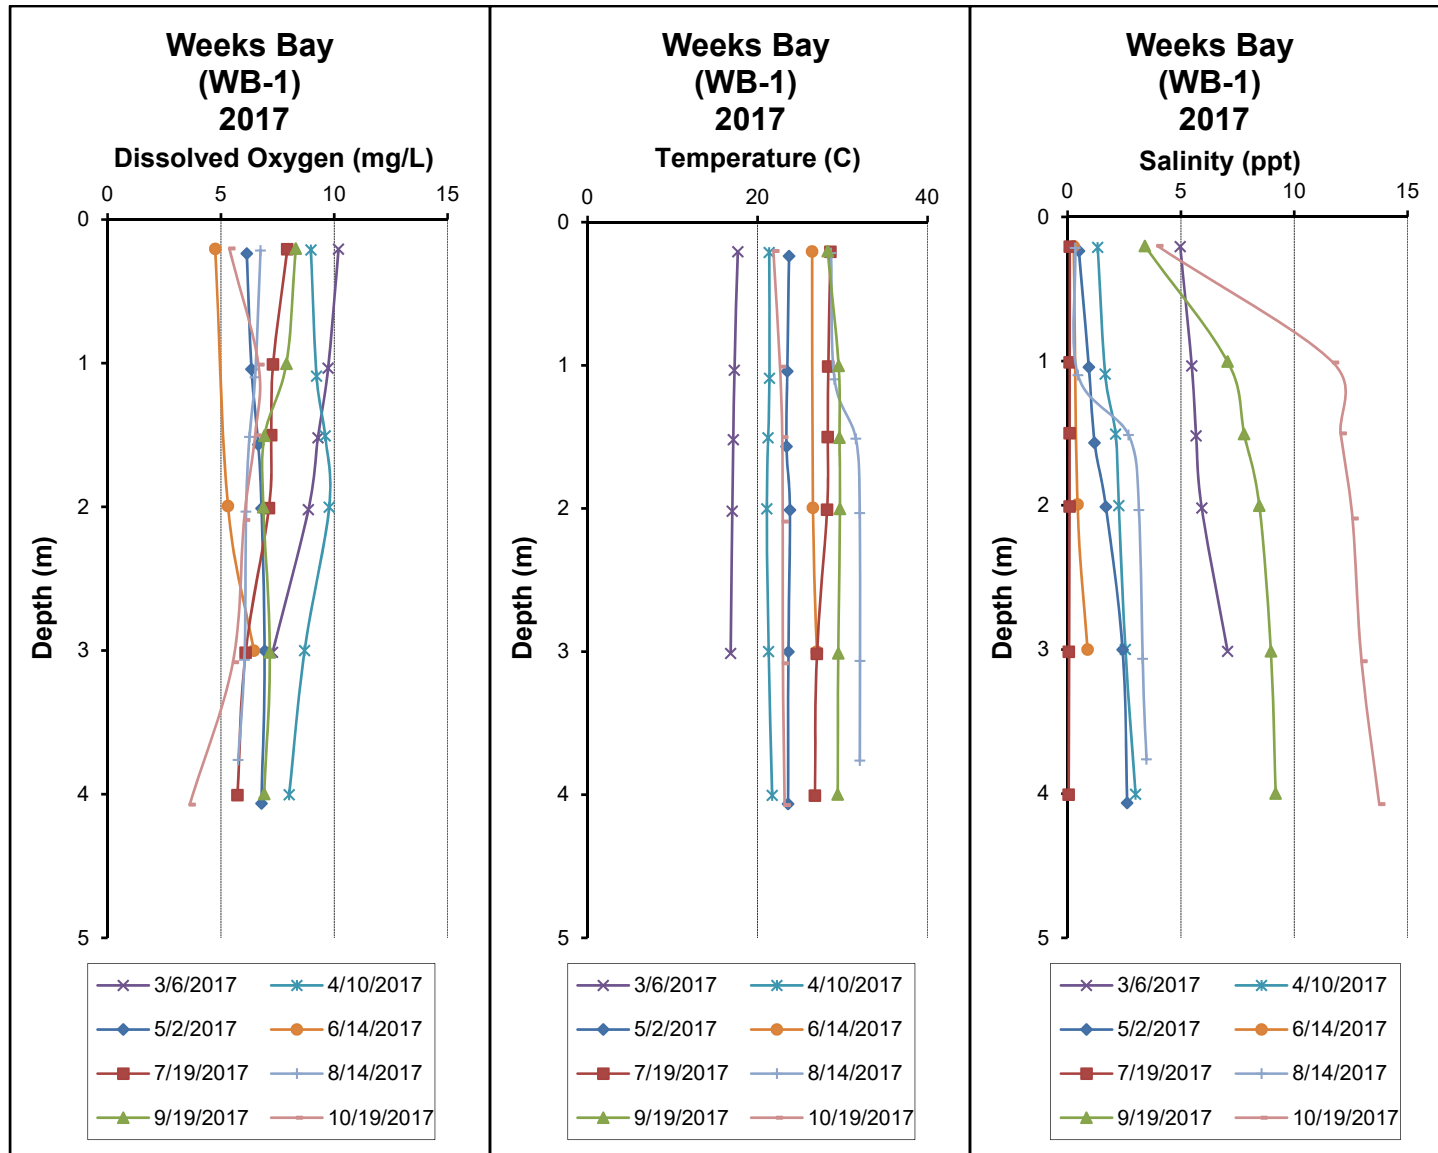 Weeks Bay
(WB-1)
2017
Dissolved Oxygen (mg/L)
0 5 10 15
0
1
2
3
4
5
Depth (m)
3/6/2017 4/10/2017
5/2/2017 6/14/2017
7/19/2017 8/14/2017
9/19/2017 10/19/2017
Weeks Bay
(WB-1)
2017
Temperature (C)
0 20 40
0
1
2
3
4
5
Depth (m)
3/6/2017 4/10/2017
5/2/2017 6/14/2017
7/19/2017 8/14/2017
9/19/2017 10/19/2017
Weeks Bay
(WB-1)
2017
Salinity (ppt)
0 5 10 15
0
1
2
3
4
5
Depth (m)
3/6/2017 4/10/2017
5/2/2017 6/14/2017
7/19/2017 8/14/2017
9/19/2017 10/19/2017